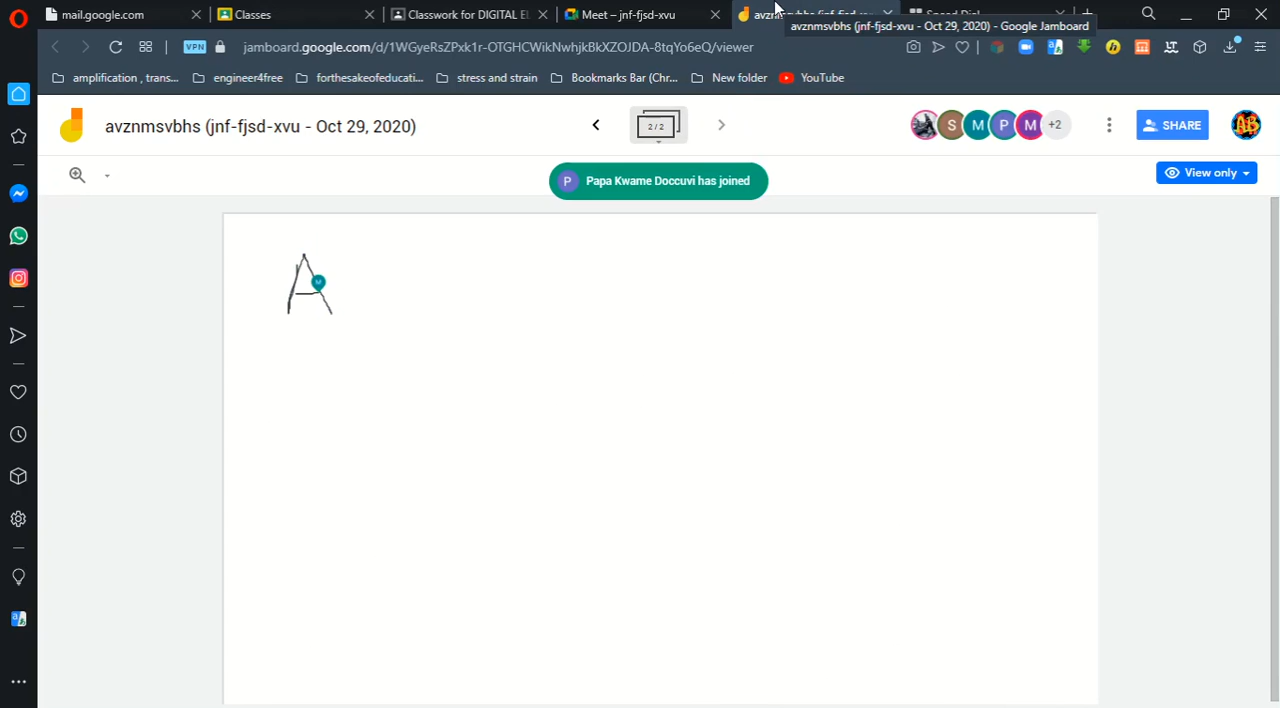 mail.google.com Classes Classwork for DIGITAL EL Meet – jnf-fjsd-xvu
avznmsvbhs (jnf-fjsd-xvu - Oct 29, 2020) - Google Jamboard
VPN jamboard.google.com/d/1WGyeRsZPxk1r-OTGHCWikNwhjkBkXZOJDA-8tqYo6eQ/viewer
amplification , trans... engineer4free forthesakeofeducati... stress and strain Bookmarks Bar (Chr... New folder YouTube
avznmsvbhs (jnf-fjsd-xvu - Oct 29, 2020) 2 / 2 S M P M +2 SHARE AB
P Papa Kwame Doccuvi has joined View only
A
M